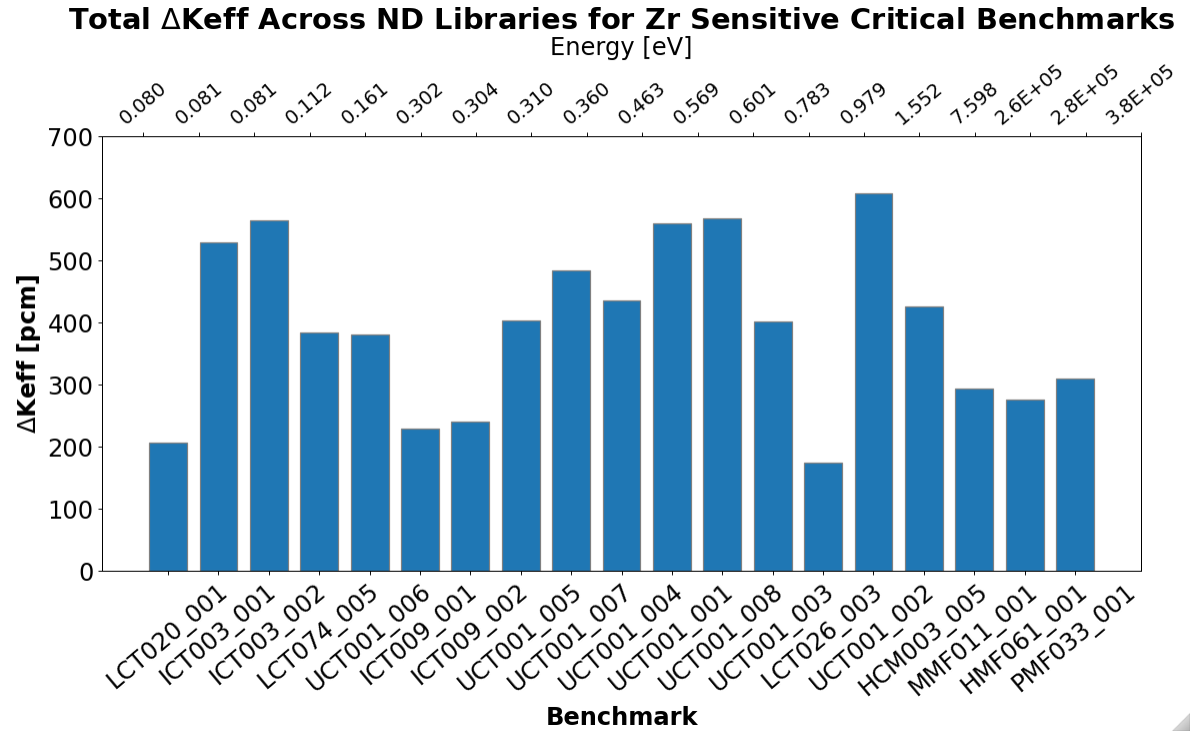 Total ΔKeff Across ND Libraries for Zr Sensitive Critical Benchmarks
Energy [eV]
0.080 0.081 0.081 0.112 0.161 0.302 0.304 0.310 0.360 0.463 0.569 0.601 0.783 0.979 1.552 7.598 2.6E+05 2.8E+05 3.8E+05
700
600
500
400
300
200
100
0
ΔKeff [pcm]
LCT020_001 ICT003_001 ICT003_002 LCT074_005 UCT001_006 ICT009_001 ICT009_002 UCT001_005 UCT001_007 UCT001_004 UCT001_001 UCT001_008 UCT001_003 LCT026_003 UCT001_002 HCM003_005 MMF011_001 HMF061_001 PMF033_001
Benchmark